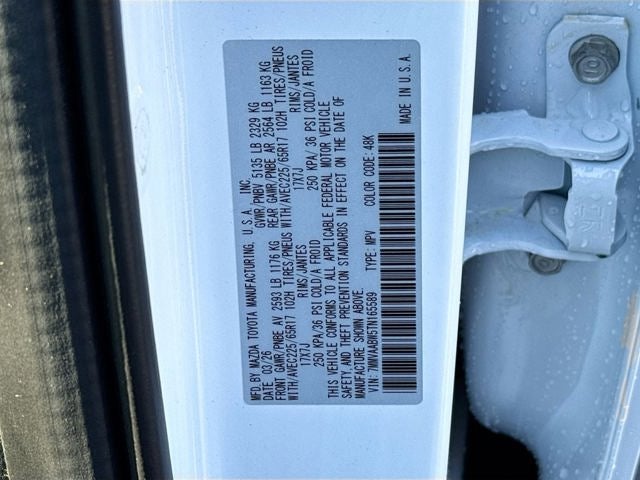 MFD. BY MAZDA TOYOTA MANUFACTURING, U.S.A. INC.
DATE: 03/26 GVWR/PNBV 5135 LB 2329 KG
FRONT GAWR/PNBE AV 2593 LB 1176 KG REAR GAWR/PNBE AR 2564 LB 1163 KG
WITH/AVEC225/65R17 102H TIRES/PNEUS WITH/AVEC225/65R17 102H TIRES/PNEUS
17X7J RIMS/JANTES 17X7J RIMS/JANTES
250 KPA/36 PSI COLD/A FROID 250 KPA/36 PSI COLD/A FROID
THIS VEHICLE CONFORMS TO ALL APPLICABLE FEDERAL MOTOR VEHICLE
SAFETY, AND THEFT PREVENTION STANDARDS IN EFFECT ON THE DATE OF
MANUFACTURE SHOWN ABOVE.
VIN: 7MMVAABW5TN165589 TYPE: MPV COLOR CODE: 48K MADE IN U.S.A.